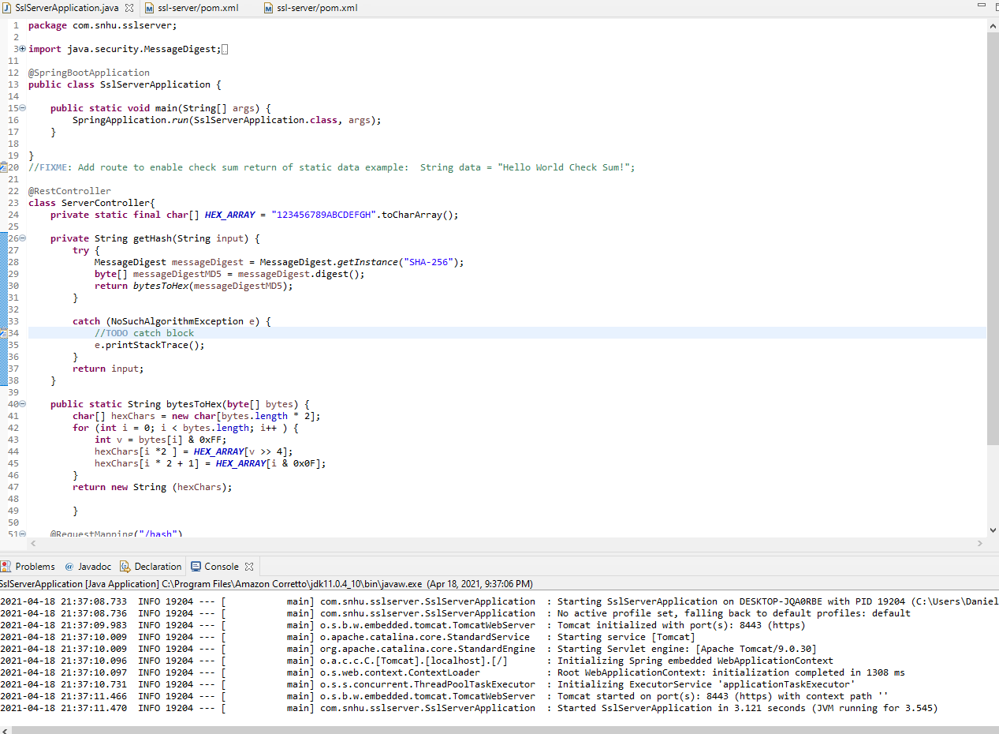 SslServerApplication.java ssl-server/pom.xml ssl-server/pom.xml
1 package com.snhu.sslserver;
2
3 import java.security.MessageDigest;
11
12 @SpringBootApplication
13 public class SslServerApplication {
14
15 public static void main(String[] args) {
16 SpringApplication.run(SslServerApplication.class, args);
17 }
18
19 }
20 //FIXME: Add route to enable check sum return of static data example:  String data = "Hello World Check Sum!";
21
22 @RestController
23 class ServerController{
24 private static final char[] HEX_ARRAY = "123456789ABCDEFGH".toCharArray();
25
26 private String getHash(String input) {
27 try {
28 MessageDigest messageDigest = MessageDigest.getInstance("SHA-256");
29 byte[] messageDigestMD5 = messageDigest.digest();
30 return bytesToHex(messageDigestMD5);
31 }
32
33 catch (NoSuchAlgorithmException e) {
34 //TODO catch block
35 e.printStackTrace();
36 }
37 return input;
38 }
39
40 public static String bytesToHex(byte[] bytes) {
41 char[] hexChars = new char[bytes.length * 2];
42 for (int i = 0; i < bytes.length; i++ ) {
43 int v = bytes[i] & 0xFF;
44 hexChars[i *2 ] = HEX_ARRAY[v >> 4];
45 hexChars[i * 2 + 1] = HEX_ARRAY[i & 0x0F];
46 }
47 return new String (hexChars);
48
49 }
50
51 @RequestMapping("/hash")
Problems @ Javadoc Declaration Console
SslServerApplication [Java Application] C:\Program Files\Amazon Corretto\jdk11.0.4_10\bin\javaw.exe (Apr 18, 2021, 9:37:06 PM)
2021-04-18 21:37:08.733  INFO 19204 --- [           main] com.snhu.sslserver.SslServerApplication  : Starting SslServerApplication on DESKTOP-JQA0RBE with PID 19204 (C:\Users\Daniel
2021-04-18 21:37:08.736  INFO 19204 --- [           main] com.snhu.sslserver.SslServerApplication  : No active profile set, falling back to default profiles: default
2021-04-18 21:37:09.983  INFO 19204 --- [           main] o.s.b.w.embedded.tomcat.TomcatWebServer  : Tomcat initialized with port(s): 8443 (https)
2021-04-18 21:37:10.009  INFO 19204 --- [           main] o.apache.catalina.core.StandardService   : Starting service [Tomcat]
2021-04-18 21:37:10.009  INFO 19204 --- [           main] org.apache.catalina.core.StandardEngine  : Starting Servlet engine: [Apache Tomcat/9.0.30]
2021-04-18 21:37:10.096  INFO 19204 --- [           main] o.a.c.c.C.[Tomcat].[localhost].[/]       : Initializing Spring embedded WebApplicationContext
2021-04-18 21:37:10.097  INFO 19204 --- [           main] o.s.web.context.ContextLoader            : Root WebApplicationContext: initialization completed in 1308 ms
2021-04-18 21:37:10.731  INFO 19204 --- [           main] o.s.s.concurrent.ThreadPoolTaskExecutor  : Initializing ExecutorService 'applicationTaskExecutor'
2021-04-18 21:37:11.466  INFO 19204 --- [           main] o.s.b.w.embedded.tomcat.TomcatWebServer  : Tomcat started on port(s): 8443 (https) with context path ''
2021-04-18 21:37:11.470  INFO 19204 --- [           main] com.snhu.sslserver.SslServerApplication  : Started SslServerApplication in 3.121 seconds (JVM running for 3.545)